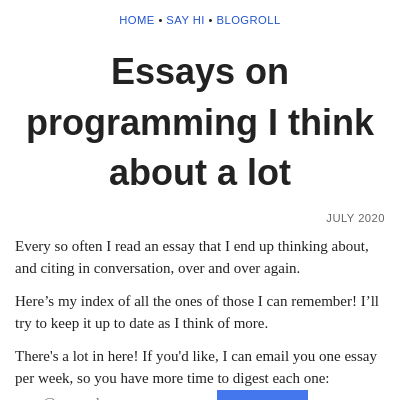 HOME • SAY HI • BLOGROLL
Essays on
programming I think
about a lot
JULY 2020
Every so often I read an essay that I end up thinking about,
and citing in conversation, over and over again.
Here’s my index of all the ones of those I can remember! I’ll
try to keep it up to date as I think of more.
There's a lot in here! If you'd like, I can email you one essay
per week, so you have more time to digest each one: